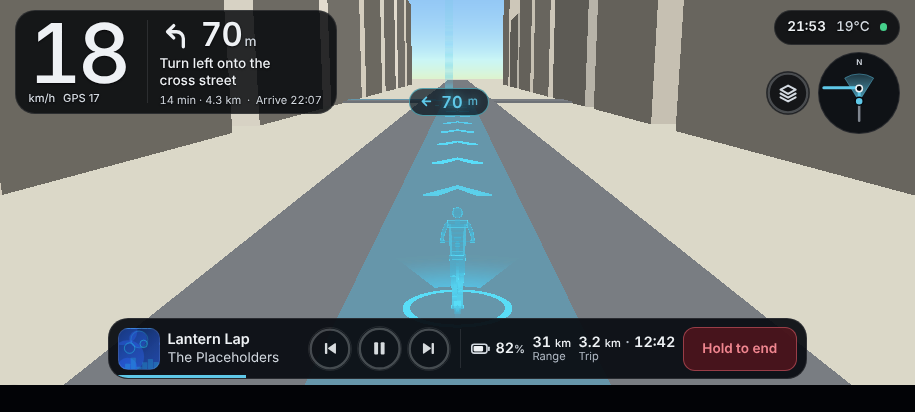 18
km/h GPS 17
70 m
Turn left onto the
cross street
14 min · 4.3 km · Arrive 22:07
21:53 19°C
N
70 m
Lantern Lap
The Placeholders
82%
31 km
Range
3.2 km · 12:42
Trip
Hold to end